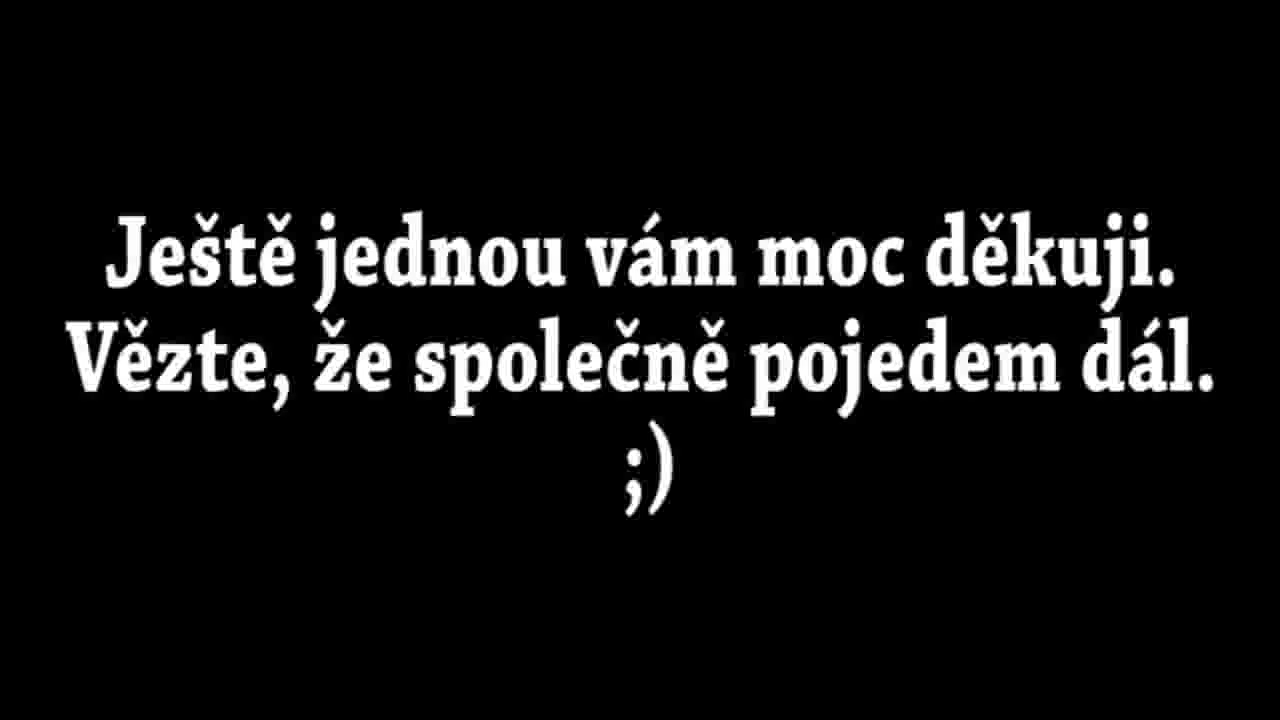 Ještě jednou vám moc děkuji.
Vězte, že společně pojedem dál.
;)